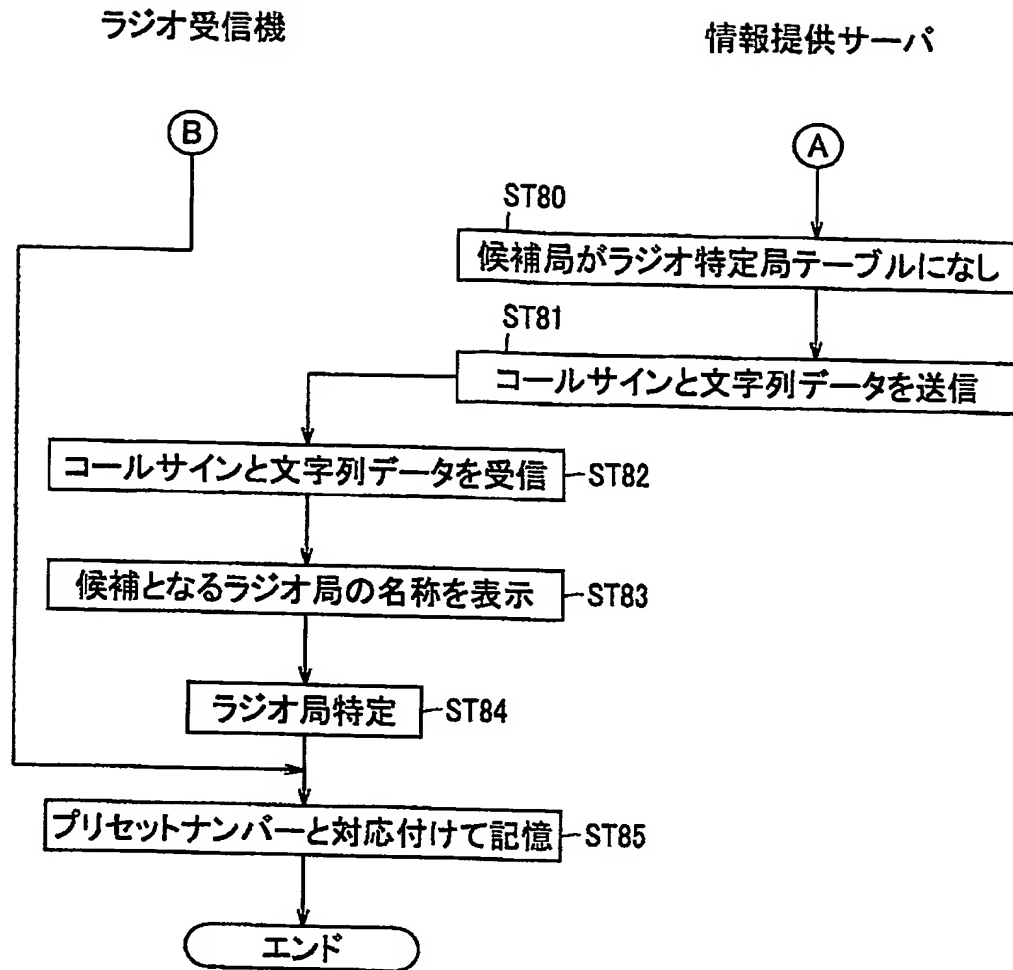 ラジオ受信機
情報提供サーバ
B
A
ST80
候補局がラジオ特定局テーブルになし
ST81
コールサインと文字列データを送信
コールサインと文字列データを受信
ST82
候補となるラジオ局の名称を表示
ST83
ラジオ局特定
ST84
プリセットナンバーと対応付けて記憶
ST85
エンド